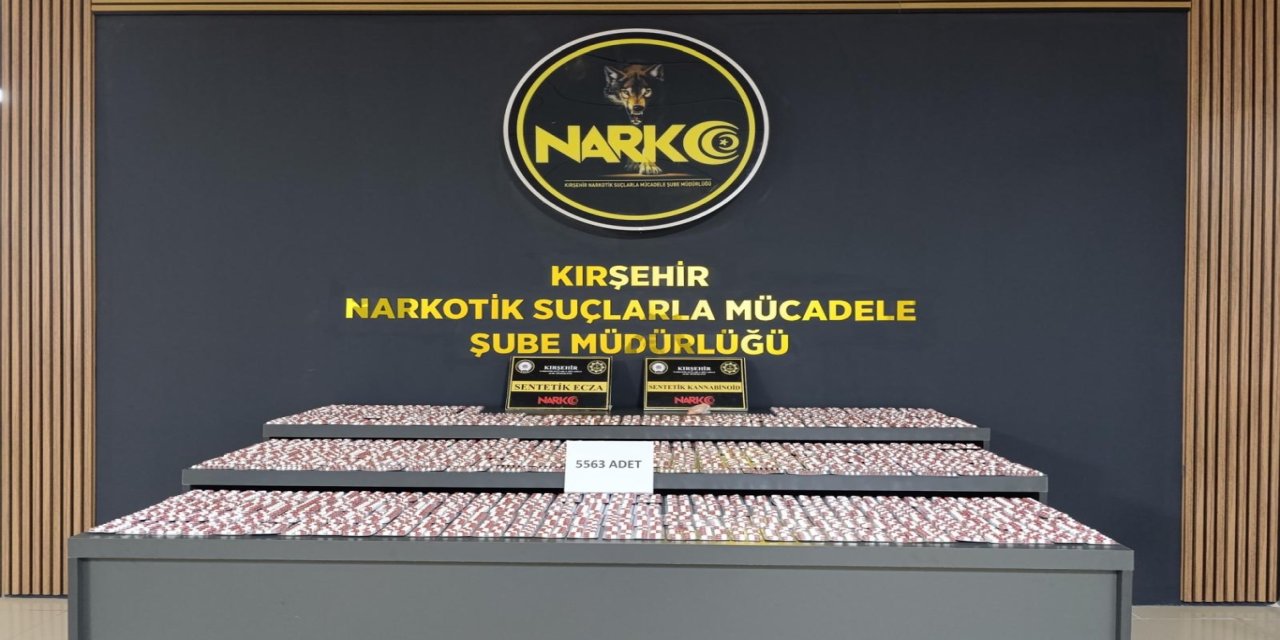 NARKO
KIRŞEHİR NARKOTİK SUÇLARLA MÜCADELE ŞUBE MÜDÜRLÜĞÜ
KIRŞEHİR
NARKOTİK SUÇLARLA MÜCADELE
ŞUBE MÜDÜRLÜĞÜ
KIRŞEHİR
SENTETİK ECZA
NARKO
KIRŞEHİR
SENTETİK KANNABİNOİD
NARKO
5563 ADET